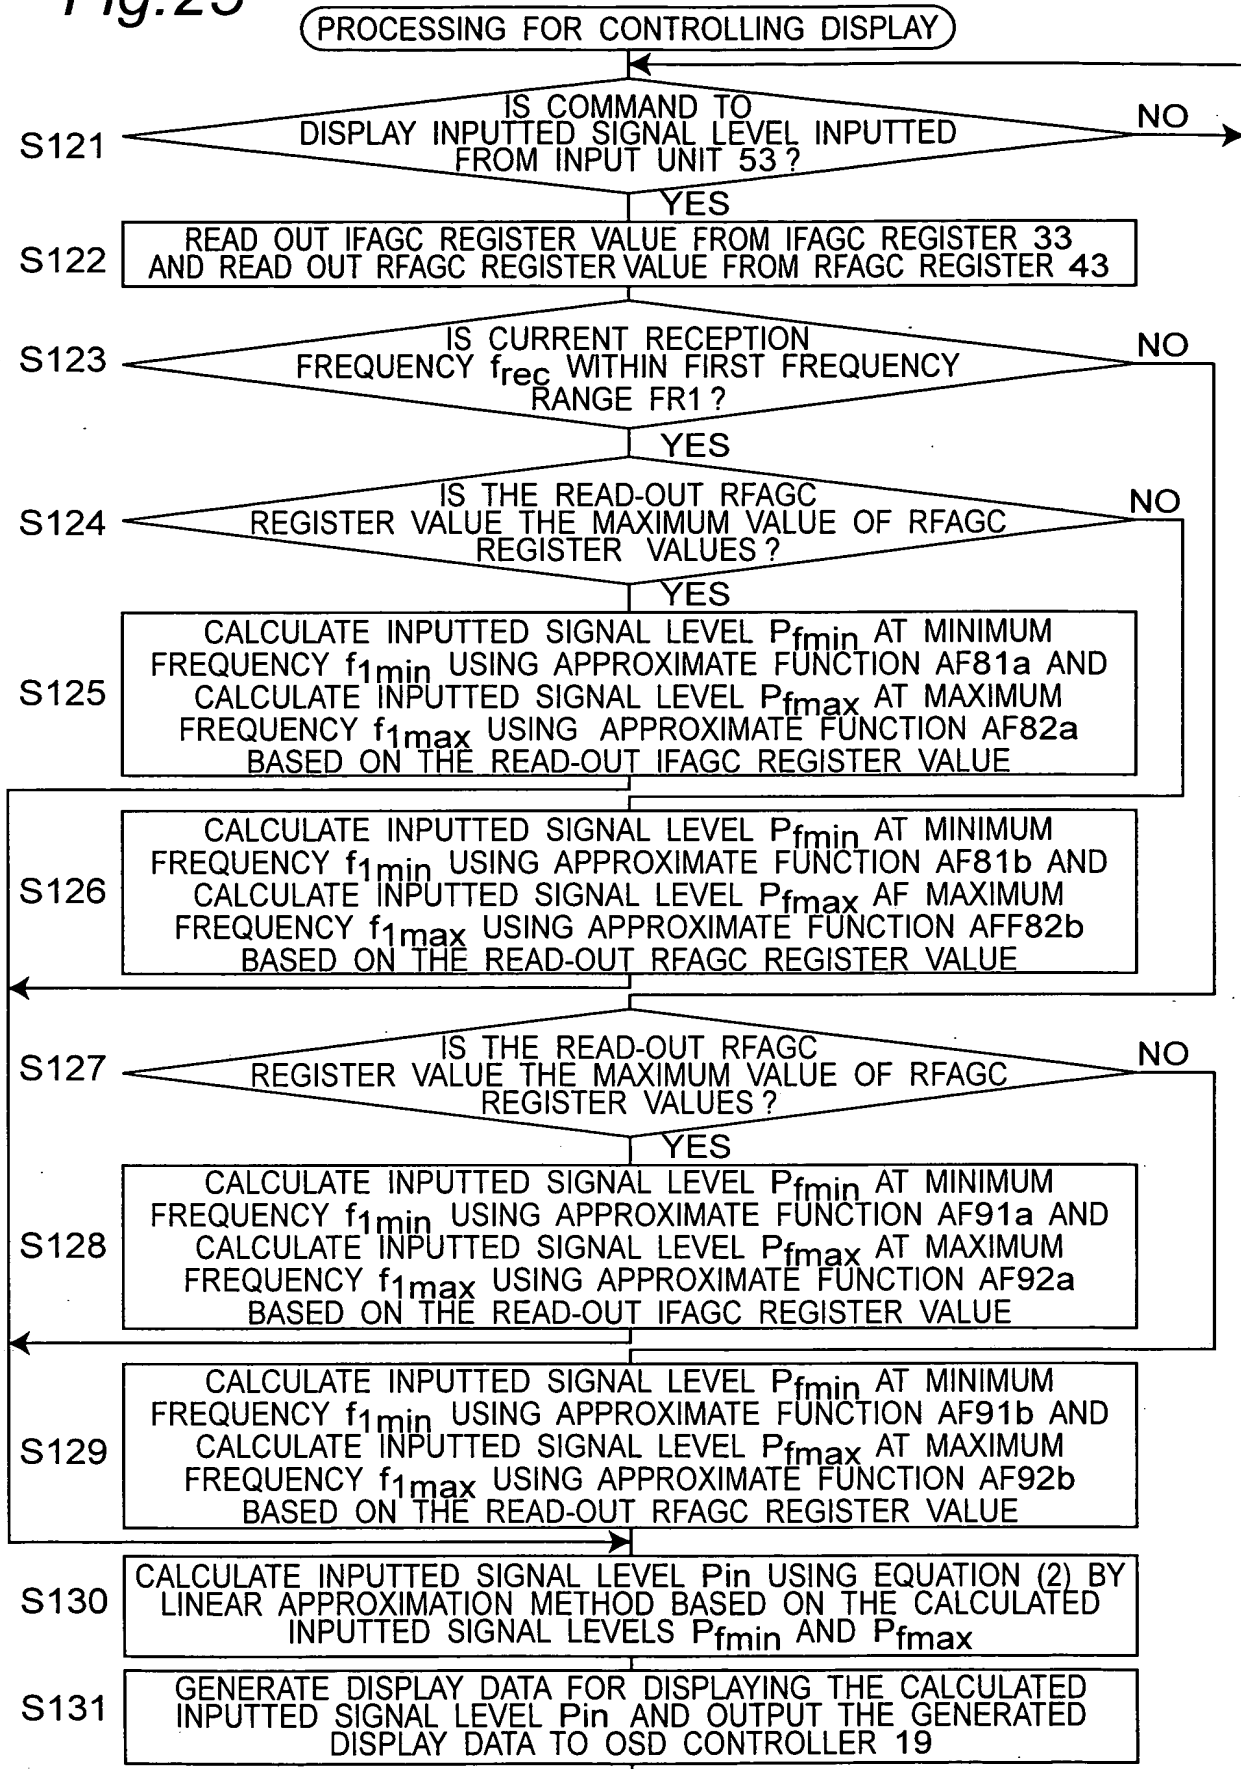 Fig.25
PROCESSING FOR CONTROLLING DISPLAY
S121
IS COMMAND TO
DISPLAY INPUTTED SIGNAL LEVEL INPUTTED
FROM INPUT UNIT 53?
NO
YES
S122
READ OUT IFAGC REGISTER VALUE FROM IFAGC REGISTER 33
AND READ OUT RFAGC REGISTER VALUE FROM RFAGC REGISTER 43
S123
IS CURRENT RECEPTION
FREQUENCY frec WITHIN FIRST FREQUENCY
RANGE FR1?
NO
YES
S124
IS THE READ-OUT RFAGC
REGISTER VALUE THE MAXIMUM VALUE OF RFAGC
REGISTER VALUES?
NO
YES
S125
CALCULATE INPUTTED SIGNAL LEVEL Pfmin AT MINIMUM
FREQUENCY f1min USING APPROXIMATE FUNCTION AF81a AND
CALCULATE INPUTTED SIGNAL LEVEL Pfmax AT MAXIMUM
FREQUENCY f1max USING APPROXIMATE FUNCTION AF82a
BASED ON THE READ-OUT IFAGC REGISTER VALUE
S126
CALCULATE INPUTTED SIGNAL LEVEL Pfmin AT MINIMUM
FREQUENCY f1min USING APPROXIMATE FUNCTION AF81b AND
CALCULATE INPUTTED SIGNAL LEVEL Pfmax AF MAXIMUM
FREQUENCY f1max USING APPROXIMATE FUNCTION AFF82b
BASED ON THE READ-OUT RFAGC REGISTER VALUE
S127
IS THE READ-OUT RFAGC
REGISTER VALUE THE MAXIMUM VALUE OF RFAGC
REGISTER VALUES?
NO
YES
S128
CALCULATE INPUTTED SIGNAL LEVEL Pfmin AT MINIMUM
FREQUENCY f1min USING APPROXIMATE FUNCTION AF91a AND
CALCULATE INPUTTED SIGNAL LEVEL Pfmax AT MAXIMUM
FREQUENCY f1max USING APPROXIMATE FUNCTION AF92a
BASED ON THE READ-OUT IFAGC REGISTER VALUE
S129
CALCULATE INPUTTED SIGNAL LEVEL Pfmin AT MINIMUM
FREQUENCY f1min USING APPROXIMATE FUNCTION AF91b AND
CALCULATE INPUTTED SIGNAL LEVEL Pfmax AT MAXIMUM
FREQUENCY f1max USING APPROXIMATE FUNCTION AF92b
BASED ON THE READ-OUT RFAGC REGISTER VALUE
S130
CALCULATE INPUTTED SIGNAL LEVEL Pin USING EQUATION (2) BY
LINEAR APPROXIMATION METHOD BASED ON THE CALCULATED
INPUTTED SIGNAL LEVELS Pfmin AND Pfmax
S131
GENERATE DISPLAY DATA FOR DISPLAYING THE CALCULATED
INPUTTED SIGNAL LEVEL Pin AND OUTPUT THE GENERATED
DISPLAY DATA TO OSD CONTROLLER 19